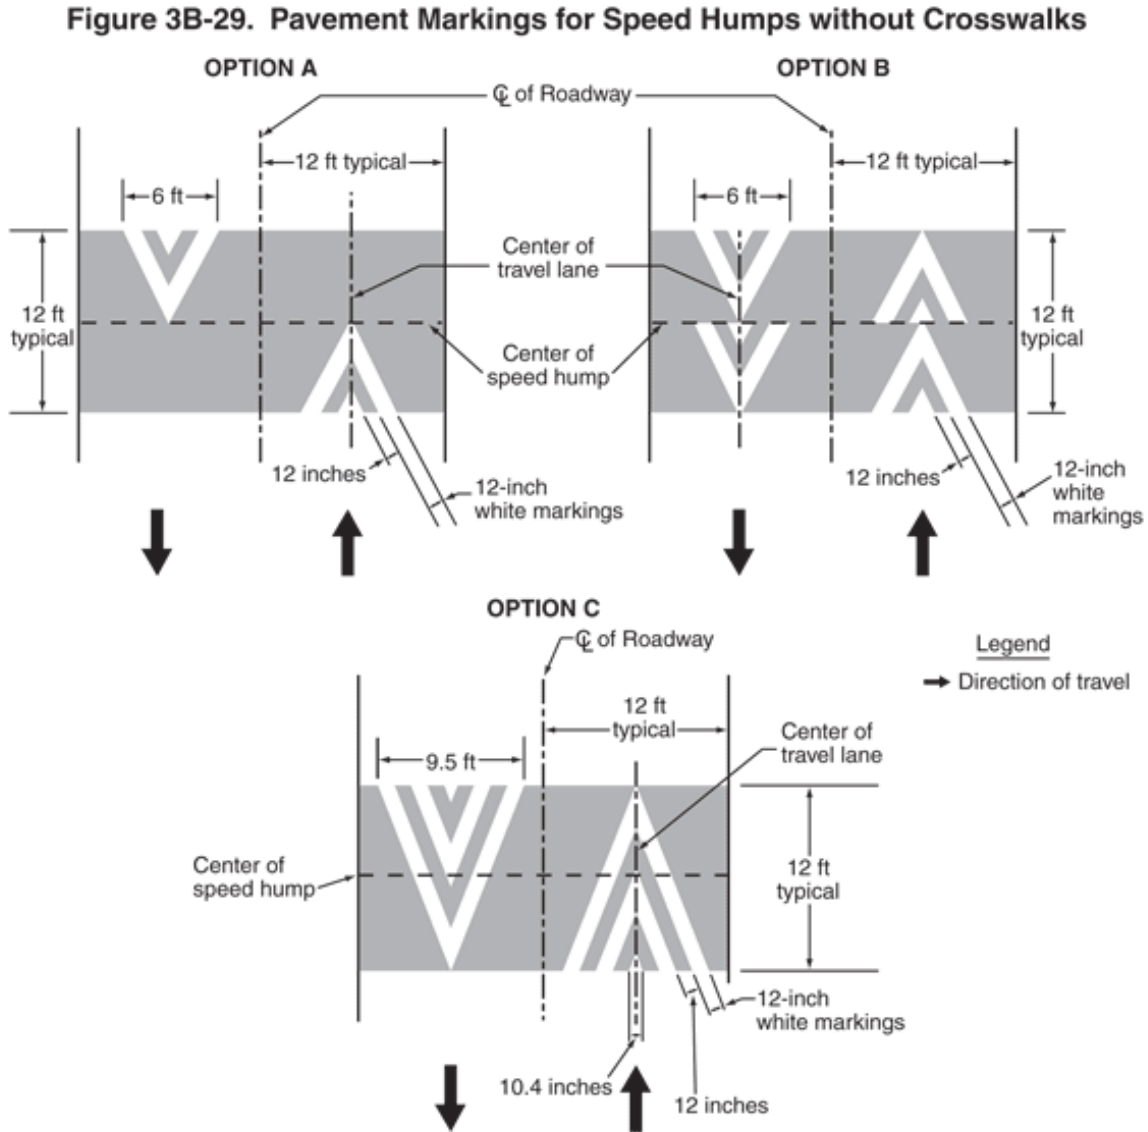 Figure 3B-29. Pavement Markings for Speed Humps without Crosswalks
OPTION A
OPTION B
℄ of Roadway
12 ft typical
12 ft typical
6 ft
6 ft
Center of
travel lane
12 ft
typical
12 ft
typical
Center of
speed hump
12 inches
12-inch
white markings
12 inches
12-inch
white
markings
OPTION C
℄ of Roadway
Legend
Direction of travel
12 ft
typical
Center of
travel lane
9.5 ft
Center of
speed hump
12 ft
typical
12-inch
white markings
10.4 inches
12 inches